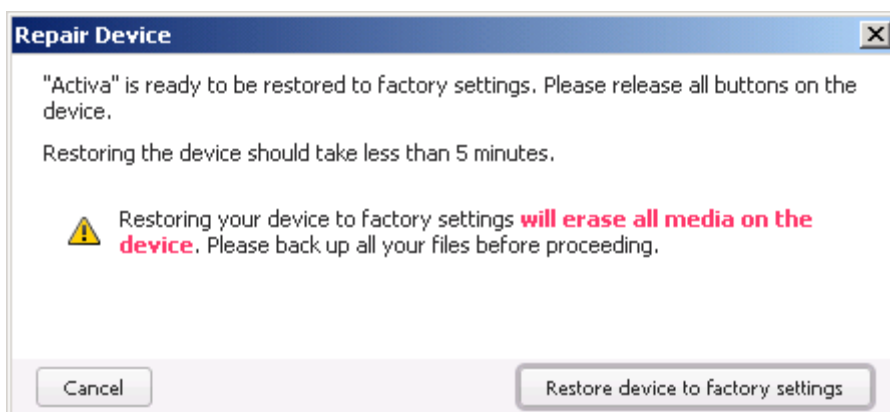 Repair Device
"Activa" is ready to be restored to factory settings. Please release all buttons on the
device.
Restoring the device should take less than 5 minutes.
Restoring your device to factory settings will erase all media on the
device. Please back up all your files before proceeding.
Cancel
Restore device to factory settings